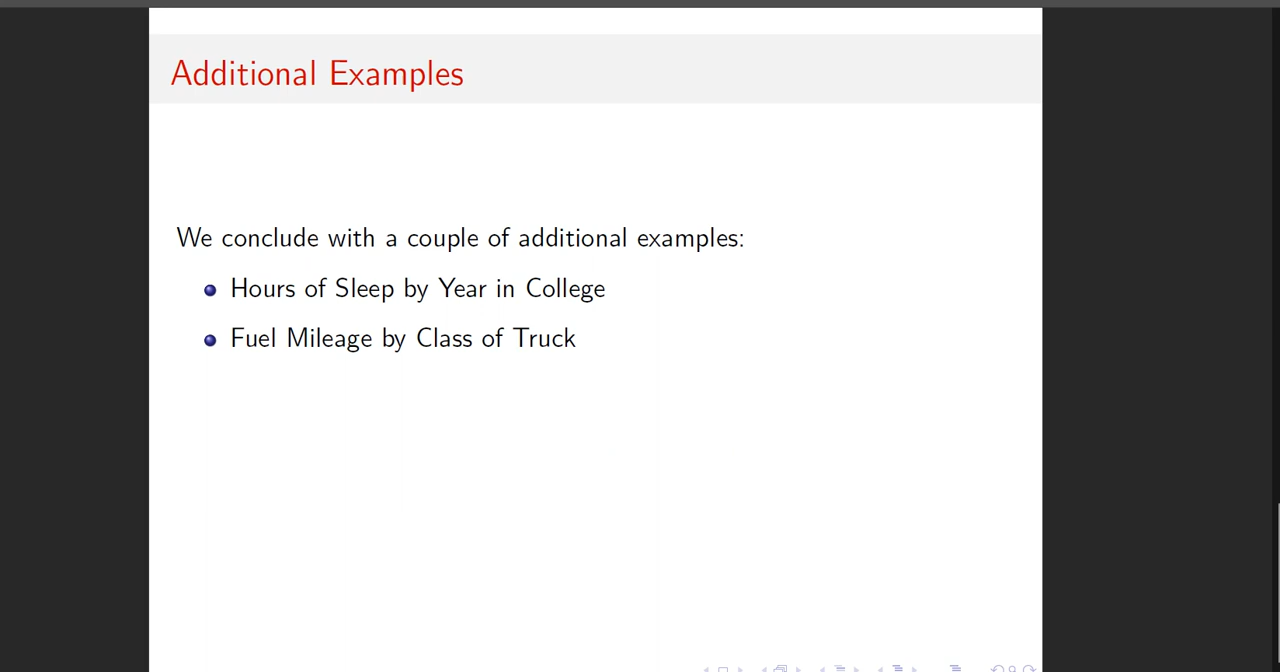 Additional Examples
We conclude with a couple of additional examples:
Hours of Sleep by Year in College
Fuel Mileage by Class of Truck